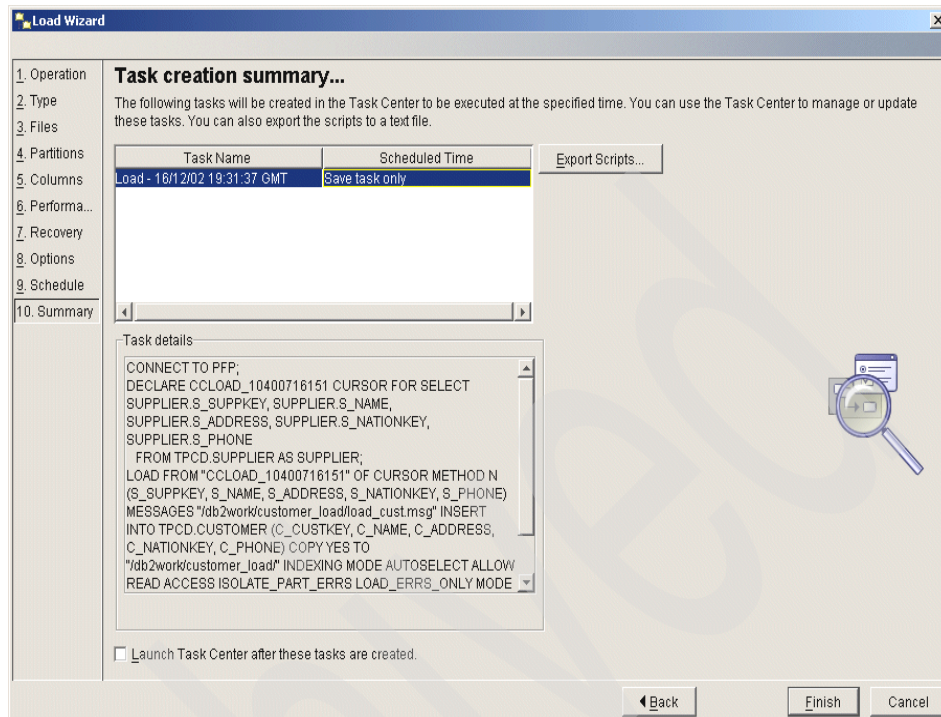 Load Wizard
1. Operation
2. Type
3. Files
4. Partitions
5. Columns
6. Performa...
7. Recovery
8. Options
9. Schedule
10. Summary
Task creation summary...
The following tasks will be created in the Task Center to be executed at the specified time. You can use the Task Center to manage or update
these tasks. You can also export the scripts to a text file.
Task Name Scheduled Time
Load - 16/12/02 19:31:37 GMT Save task only
Export Scripts...
Task details
CONNECT TO PFP;
DECLARE CCLOAD_10400716151 CURSOR FOR SELECT
SUPPLIER.S_SUPPKEY, SUPPLIER.S_NAME,
SUPPLIER.S_ADDRESS, SUPPLIER.S_NATIONKEY,
SUPPLIER.S_PHONE
FROM TPCD.SUPPLIER AS SUPPLIER;
LOAD FROM "CCLOAD_10400716151" OF CURSOR METHOD N
(S_SUPPKEY, S_NAME, S_ADDRESS, S_NATIONKEY, S_PHONE)
MESSAGES "/db2work/customer_load/load_cust.msg" INSERT
INTO TPCD.CUSTOMER (C_CUSTKEY, C_NAME, C_ADDRESS,
C_NATIONKEY, C_PHONE) COPY YES TO
"/db2work/customer_load/" INDEXING MODE AUTOSELECT ALLOW
READ ACCESS ISOLATE_PART_ERRS LOAD_ERRS_ONLY MODE
Launch Task Center after these tasks are created.
Back
Finish
Cancel